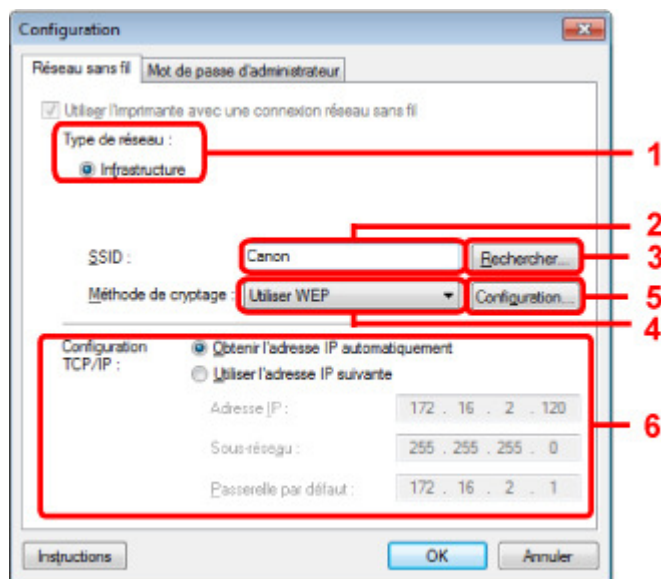 Configuration
Réseau sans fil Mot de passe d'administrateur
Utiliser l'imprimante avec une connexion réseau sans fil
Type de réseau :
Infrastructure
1
2
SSID : Canon Rechercher... 3
Méthode de cryptage : Utiliser WEP Configuration... 5
4
Configuration TCP/IP :
Obtenir l'adresse IP automatiquement
Utiliser l'adresse IP suivante
Adresse IP : 172 . 16 . 2 . 120
6
Sous-réseau : 255 . 255 . 255 . 0
Passerelle par défaut : 172 . 16 . 2 . 1
Instructions OK Annuler